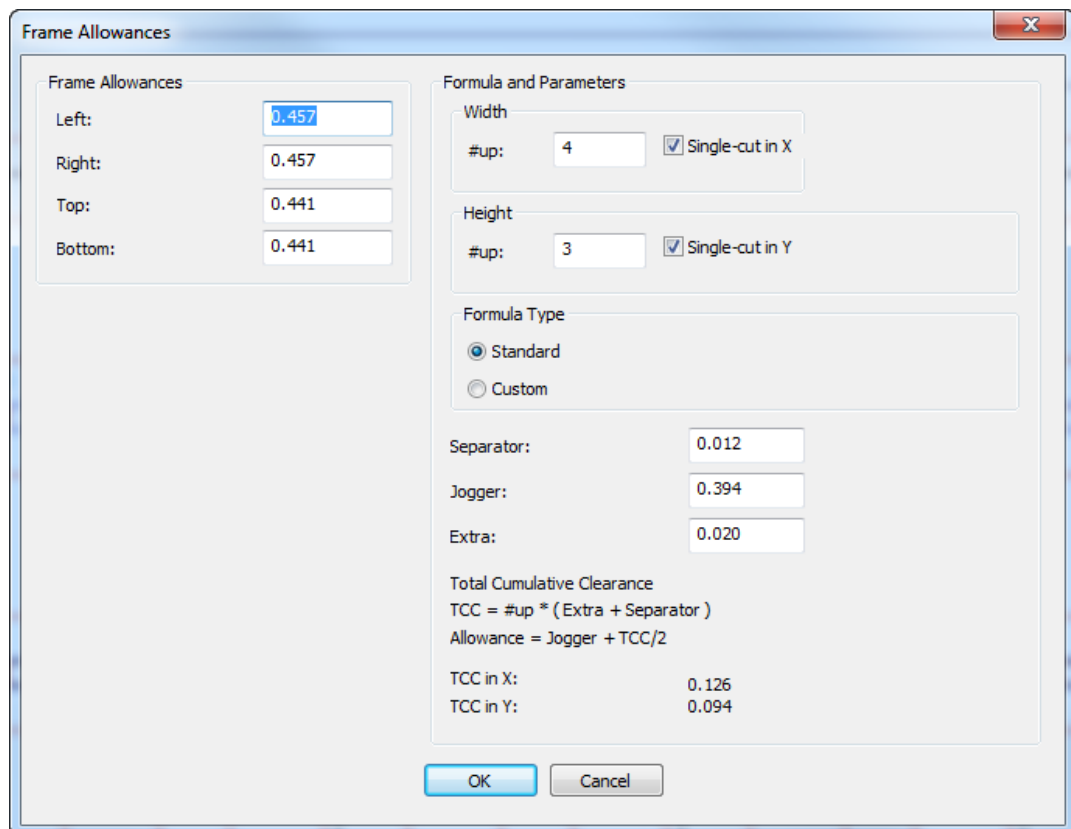 Frame Allowances
Frame Allowances
Left: 0.457
Right: 0.457
Top: 0.441
Bottom: 0.441
Formula and Parameters
Width
#up: 4 Single-cut in X
Height
#up: 3 Single-cut in Y
Formula Type
Standard
Custom
Separator: 0.012
Jogger: 0.394
Extra: 0.020
Total Cumulative Clearance
TCC = #up * ( Extra + Separator )
Allowance = Jogger + TCC/2
TCC in X: 0.126
TCC in Y: 0.094
OK Cancel